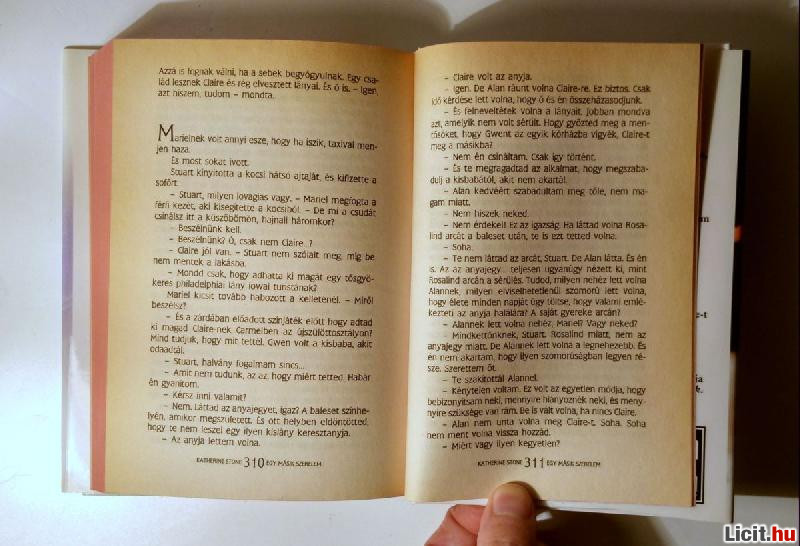 Azzá is fognak válni, ha a sebek begyógyulnak. Egy csa-
lád lesznek Claire és rég elvesztett lányai. És ő is. – Igen,
azt hiszem, tudom – mondta.
Marielnek volt annyi esze, hogy ha iszik, taxival men-
jen haza.
És most sokat ivott.
Stuart kinyitotta a kocsi hátsó ajtaját, és kifizette a
sofőrt.
– Stuart, milyen lovagias vagy. – Mariel megfogta a
férfi kezét, aki kisegítette a kocsiból. – De mi a csudát
csinálsz itt a küszöbömön, hajnali háromkor?
– Beszélnünk kell.
– Beszélnünk? Ó, csak nem Claire...?
– Claire jól van. – Stuart nem szólalt meg, míg be
nem mentek a lakásba.
– Mondd csak, hogy adhatta ki magát egy tősgyö-
keres philadelphiai lány iowai turistának?
Mariel kicsit tovább habozott a kelleténél. – Miről
beszélsz?
– És a zárdában előadott színjáték előtt hogy adtad
ki magad Claire-nek Carmelben az újszülöttosztályon?
Mind tudjuk, hogy mit tettél. Gwen volt a kisbaba, akit
odaadtál.
– Stuart, halvány fogalmam sincs...
– Amit nem tudunk, az az, hogy miért tetted. Habár
én gyanítom.
– Kérsz inni valamit?
– Nem. Láttad az anyajegyet, igaz? A baleset színhe-
lyén, amikor megszületett. És ott helyben eldöntötted,
hogy te nem leszel egy ilyen kislány keresztanyja.
– Az anyja lettem volna.
KATHERINE STONE 310 EGY MÁSIK SZERELEM
– Claire volt az anyja.
– Igen. De Alan ráunt volna Claire-re. Ez biztos. Csak
idő kérdése lett volna, hogy ő és én összeházasodjunk.
– És felneveltétek volna a lányait. Jobban mondva
azt, amelyik nem volt sérült. Hogy győzted meg a men-
tősöket, hogy Gwent az egyik kórházba vigyék, Claire-t
meg a másikba?
– Nem én csináltam. Csak így történt.
– És te megragadtad az alkalmat, hogy megszaba-
dulj a kisbabától, akit nem akartál.
– Alan kedvéért szabadultam meg tőle, nem ma-
gam miatt.
– Nem hiszek neked.
– Nem érdekel! Ez az igazság. Ha láttad volna Rosa-
lind arcát a baleset után, te is ezt tetted volna.
– Soha.
– Te nem láttad az arcát, Stuart. De Alan látta. És én
is. Az az anyajegy... teljesen ugyanúgy nézett ki, mint
Rosalind arcán a sérülés. Tudod, milyen nehéz lett volna
Alannek, milyen elviselhetetlenül szomorú lett volna,
hogy élete minden napját úgy töltse, hogy valami emlé-
kezteti az anyja halálára? A saját gyereke arcán?
– Alannek lett volna nehéz, Mariel? Vagy neked?
– Mindkettőnknek, Stuart. Rosalind miatt, nem az
anyajegy miatt. De Alannek lett volna a legnehezebb. És
én nem akartam, hogy ilyen szomorúságban legyen ré-
sze. Szerettem őt.
– Te szakítottál Alannel.
– Kénytelen voltam. Ez volt az egyetlen módja, hogy
bebizonyítsam neki, mennyire hiányoznék neki, és meny-
nyire szüksége van rám. Be is vált volna, ha nincs Claire.
– Alan nem unta volna meg Claire-t. Soha. Soha
nem ment volna vissza hozzád.
– Miért vagy ilyen kegyetlen?
KATHERINE STONE 311 EGY MÁSIK SZERELEM
Licit.hu